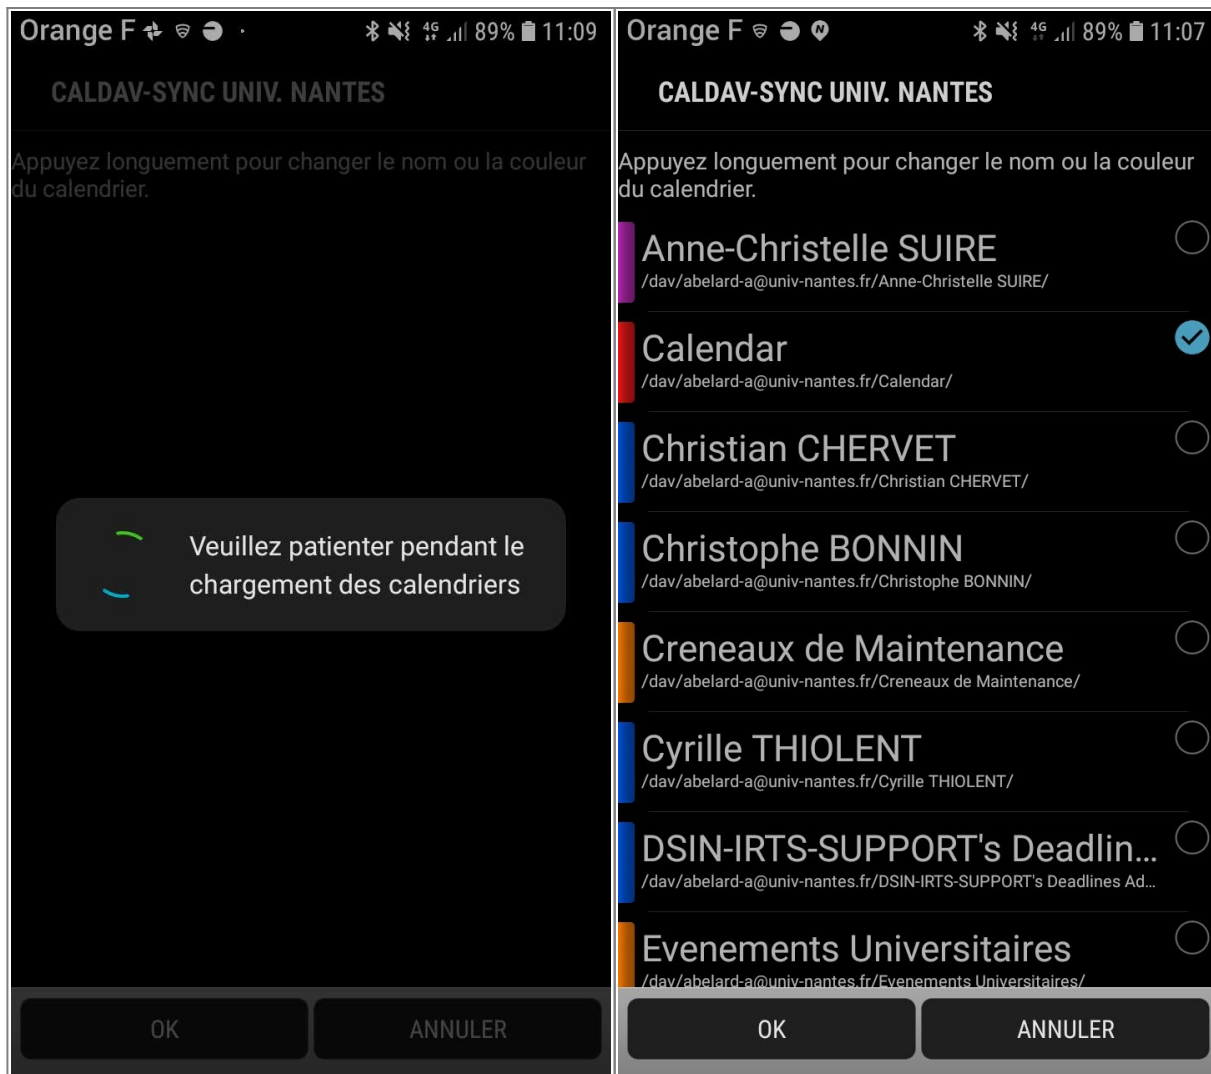 Orange F
4G
89%
11:09
CALDAV-SYNC UNIV. NANTES
Appuyez longuement pour changer le nom ou la couleur
du calendrier.
Veuillez patienter pendant le
chargement des calendriers
OK
ANNULER
Orange F
N
4G
89%
11:07
CALDAV-SYNC UNIV. NANTES
Appuyez longuement pour changer le nom ou la couleur
du calendrier.
Anne-Christelle SUIRE
/dav/abelard-a@univ-nantes.fr/Anne-Christelle SUIRE/
Calendar
/dav/abelard-a@univ-nantes.fr/Calendar/
Christian CHERVET
/dav/abelard-a@univ-nantes.fr/Christian CHERVET/
Christophe BONNIN
/dav/abelard-a@univ-nantes.fr/Christophe BONNIN/
Creneaux de Maintenance
/dav/abelard-a@univ-nantes.fr/Creneaux de Maintenance/
Cyrille THIOLENT
/dav/abelard-a@univ-nantes.fr/Cyrille THIOLENT/
DSIN-IRTS-SUPPORT's Deadlin...
/dav/abelard-a@univ-nantes.fr/DSIN-IRTS-SUPPORT's Deadlines Ad...
Evenements Universitaires
/dav/abelard-a@univ-nantes.fr/Evenements Universitaires/
OK
ANNULER